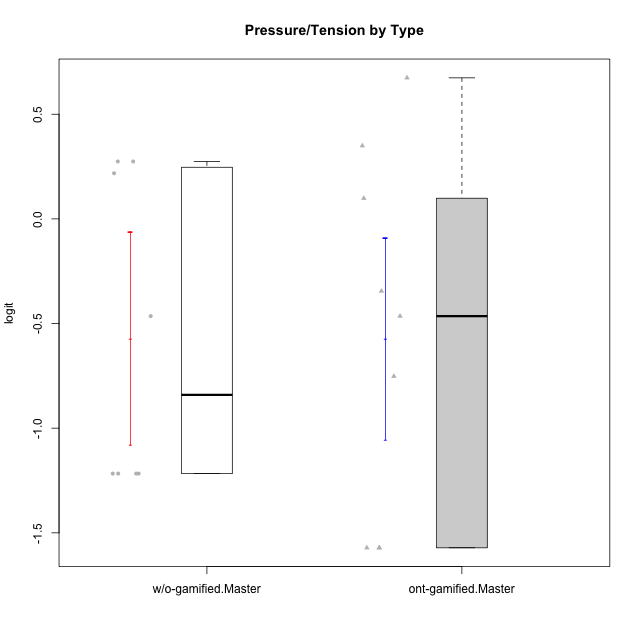 Pressure/Tension by Type
logit
0.5
0.0
-0.5
-1.0
-1.5
w/o-gamified.Master
ont-gamified.Master